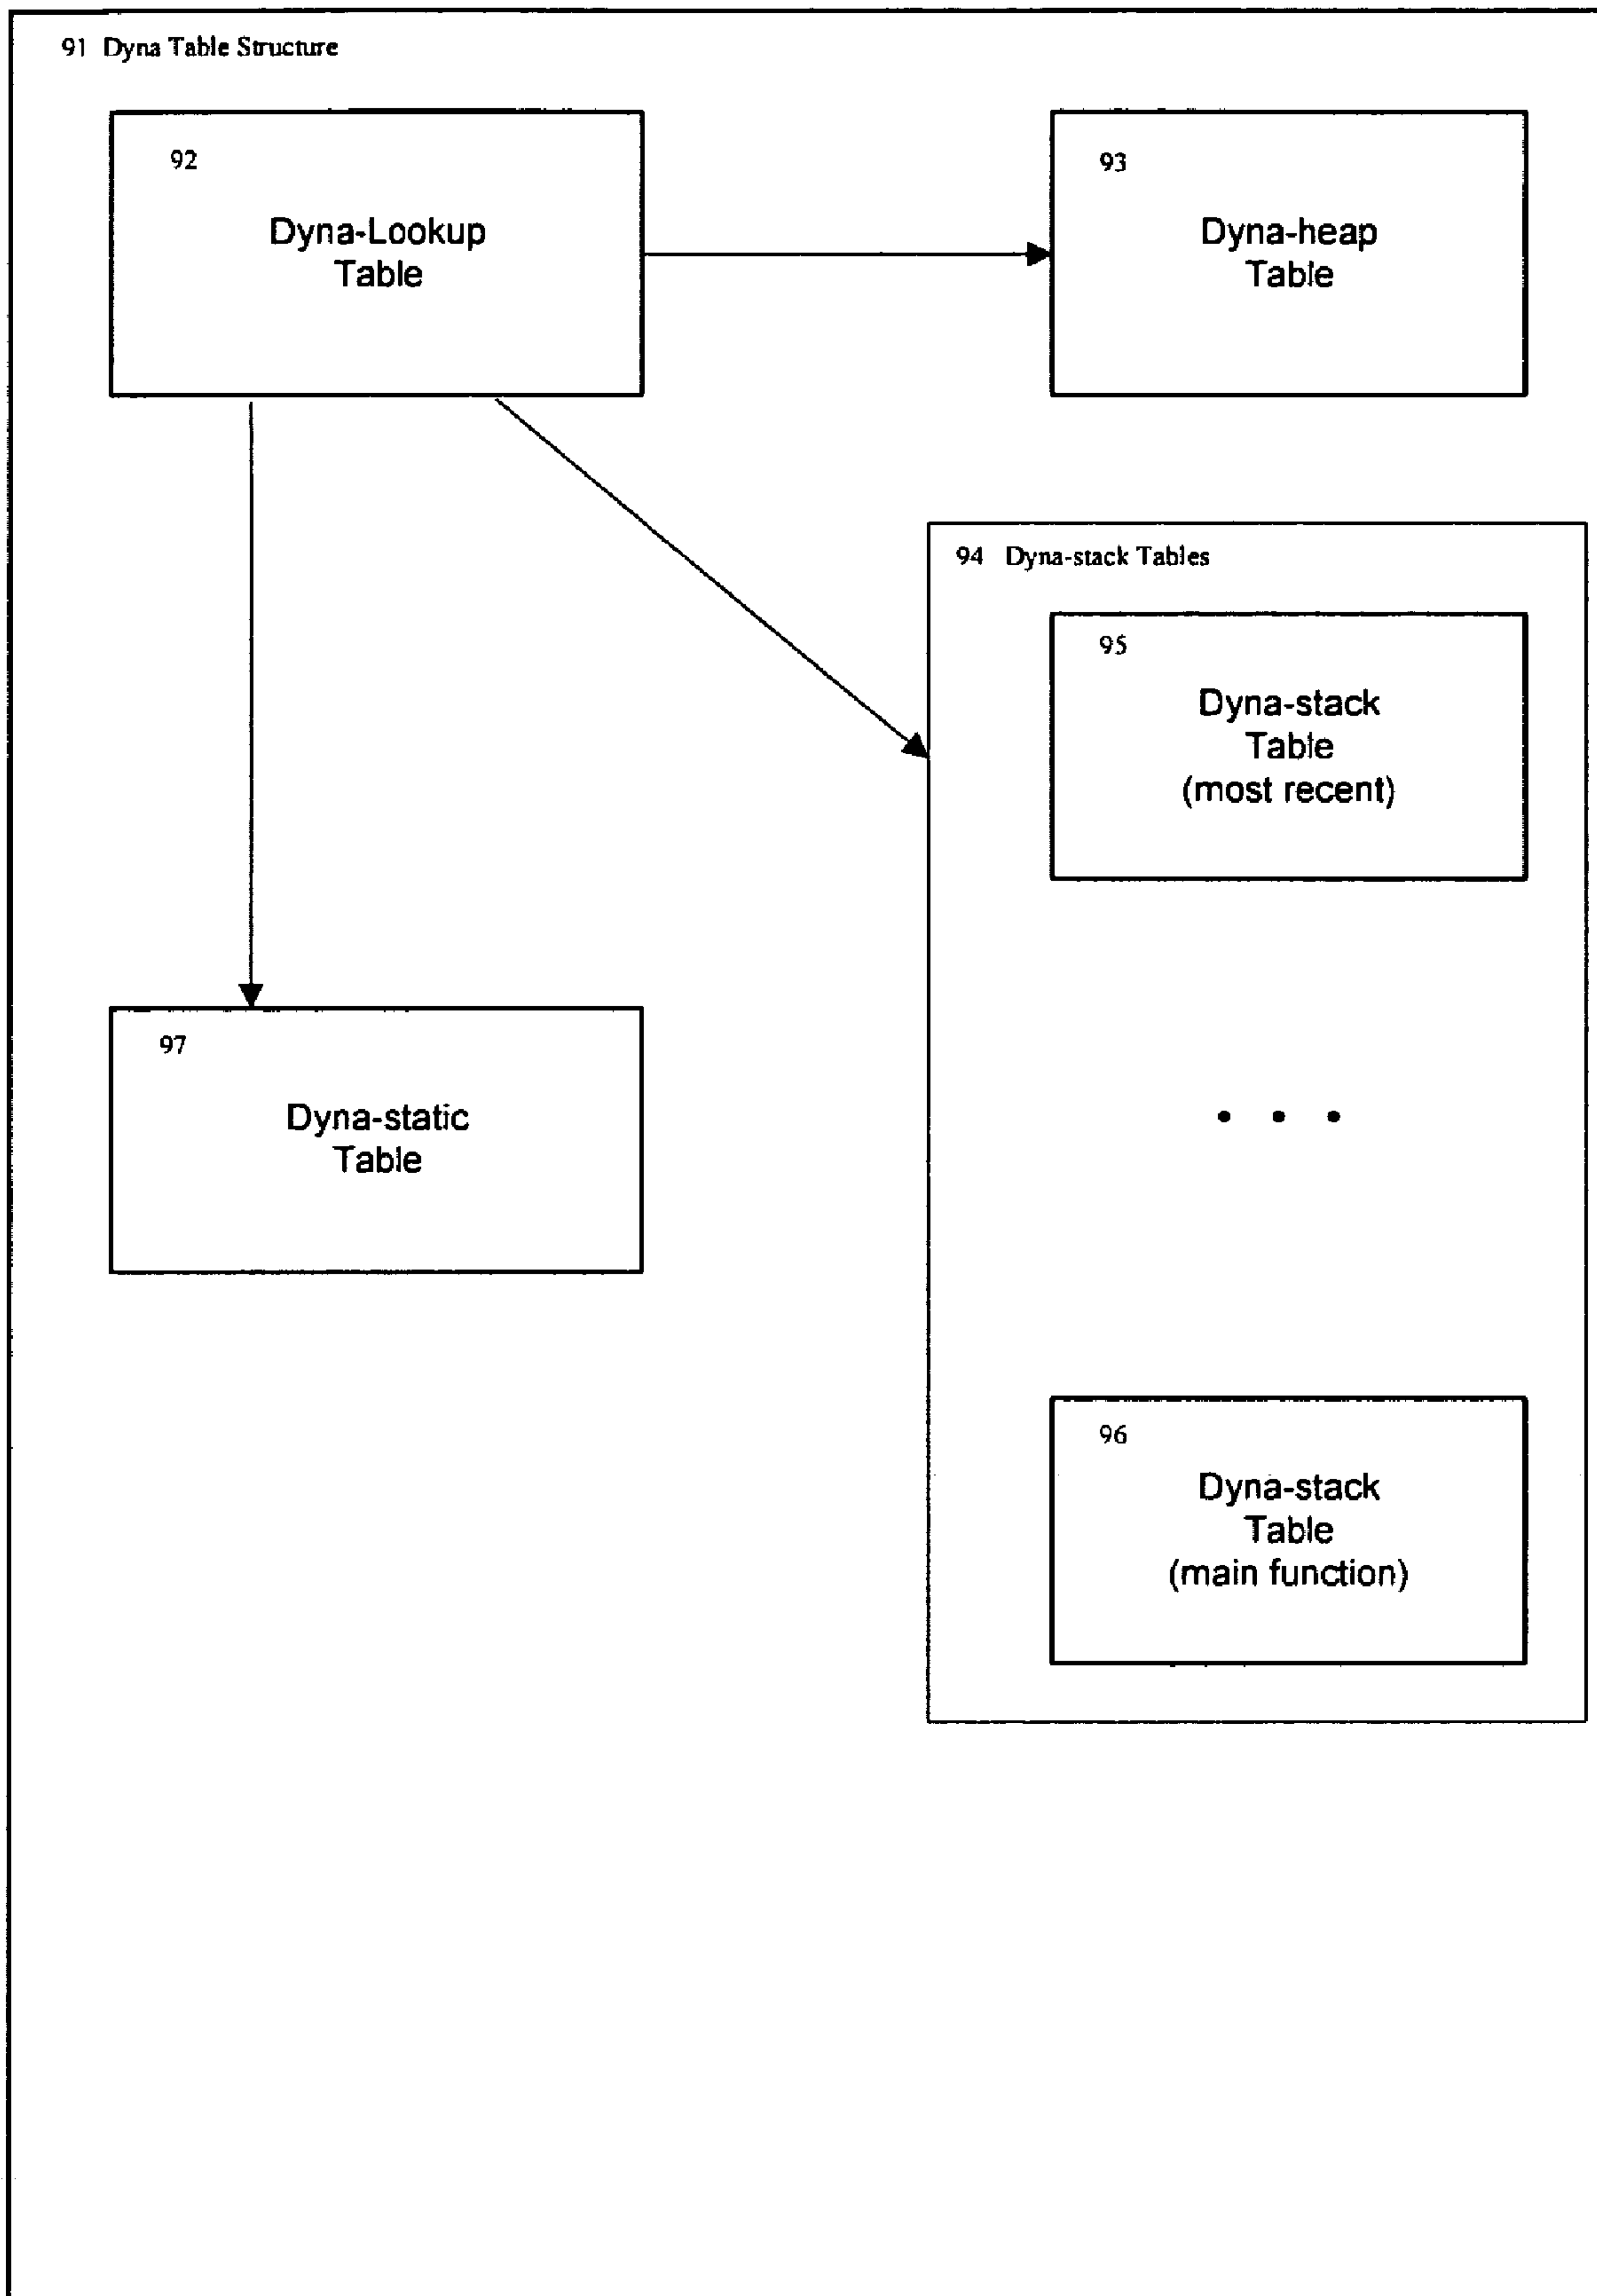 91 Dyna Table Structure
92
Dyna-Lookup
Table
93
Dyna-heap
Table
94 Dyna-stack Tables
95
Dyna-stack
Table
(most recent)
• • •
97
Dyna-static
Table
96
Dyna-stack
Table
(main function)